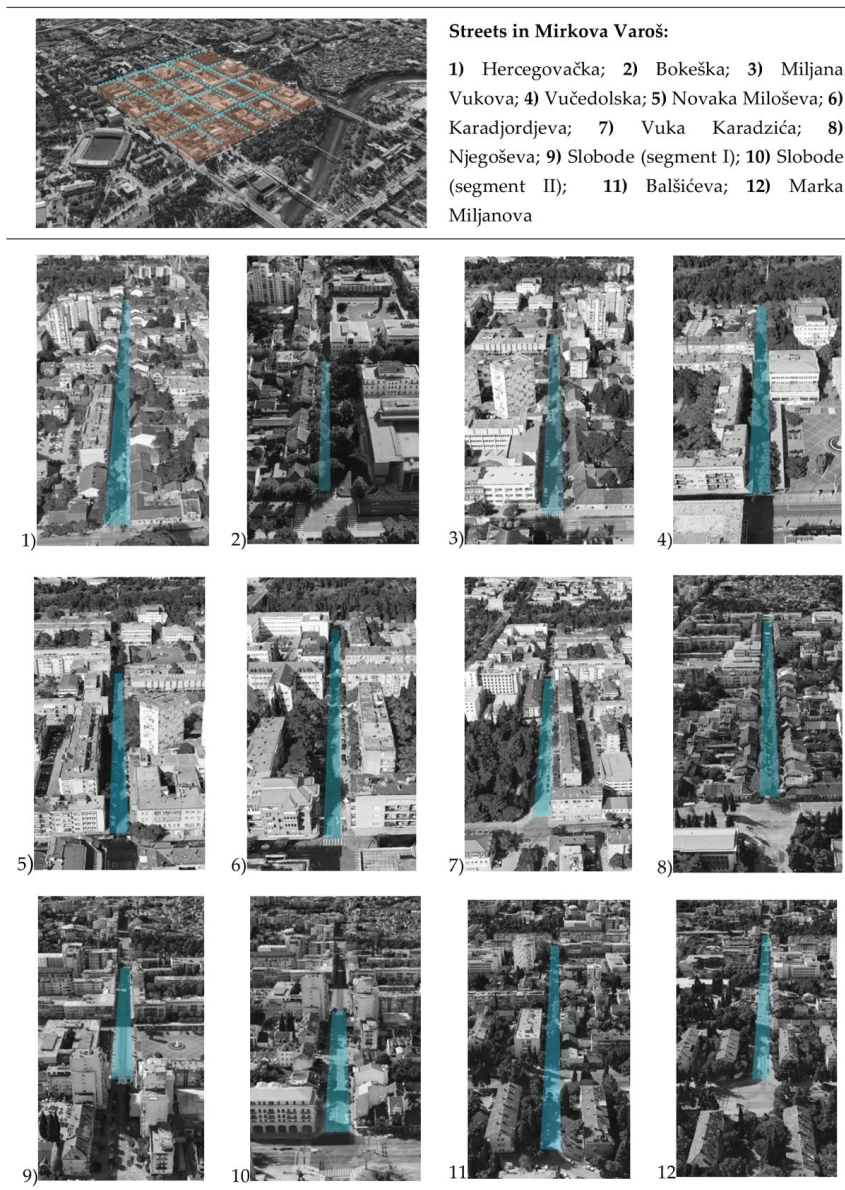 Streets in Mirkova Varoš:
1) Hercegovačka; 2) Bokeška; 3) Miljana
Vukova; 4) Vučedolska; 5) Novaka Miloševa; 6)
Karadjordjeva; 7) Vuka Karadzića; 8)
Njegoševa; 9) Slobode (segment I); 10) Slobode
(segment II); 11) Balšićeva; 12) Marka
Miljanova
1)
2)
3)
4)
5)
6)
7)
8)
9)
10
11
12